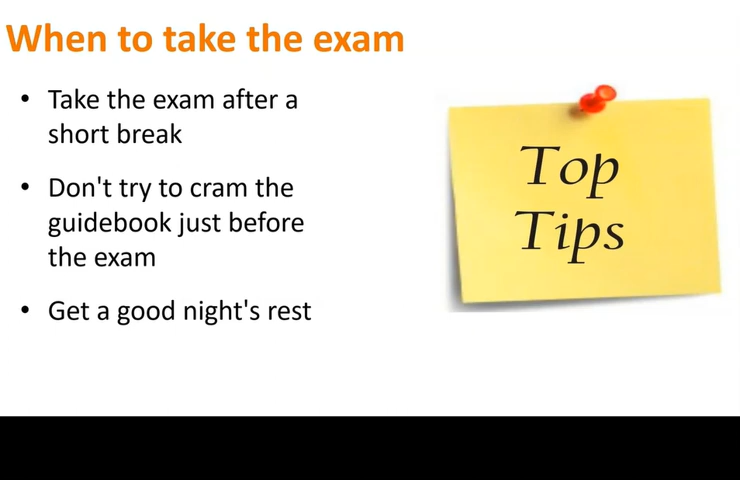 When to take the exam
• Take the exam after a
short break
• Don't try to cram the
guidebook just before
the exam
• Get a good night's rest
Top
Tips